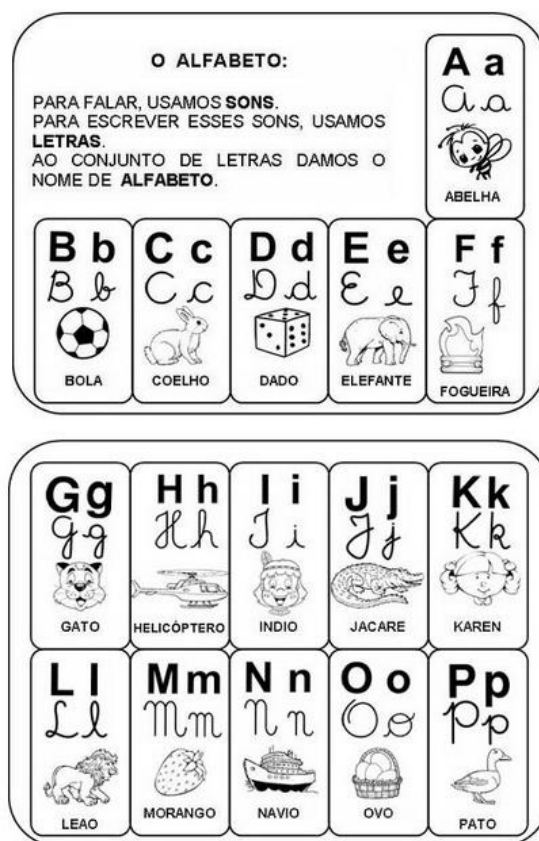 O ALFABETO:
PARA FALAR, USAMOS SONS.
PARA ESCREVER ESSES SONS, USAMOS
LETRAS.
AO CONJUNTO DE LETRAS DAMOS O
NOME DE ALFABETO.
A a
A a
ABELHA
B b
B b
BOLA
C c
C c
COELHO
D d
D d
DADO
E e
E e
ELEFANTE
F f
F f
FOGUEIRA
G g
G g
GATO
H h
H h
HELICÓPTERO
I i
I i
INDIO
J j
J j
JACARE
K k
K k
KAREN
L l
L l
LEAO
M m
M m
MORANGO
N n
N n
NAVIO
O o
O o
OVO
P p
P p
PATO